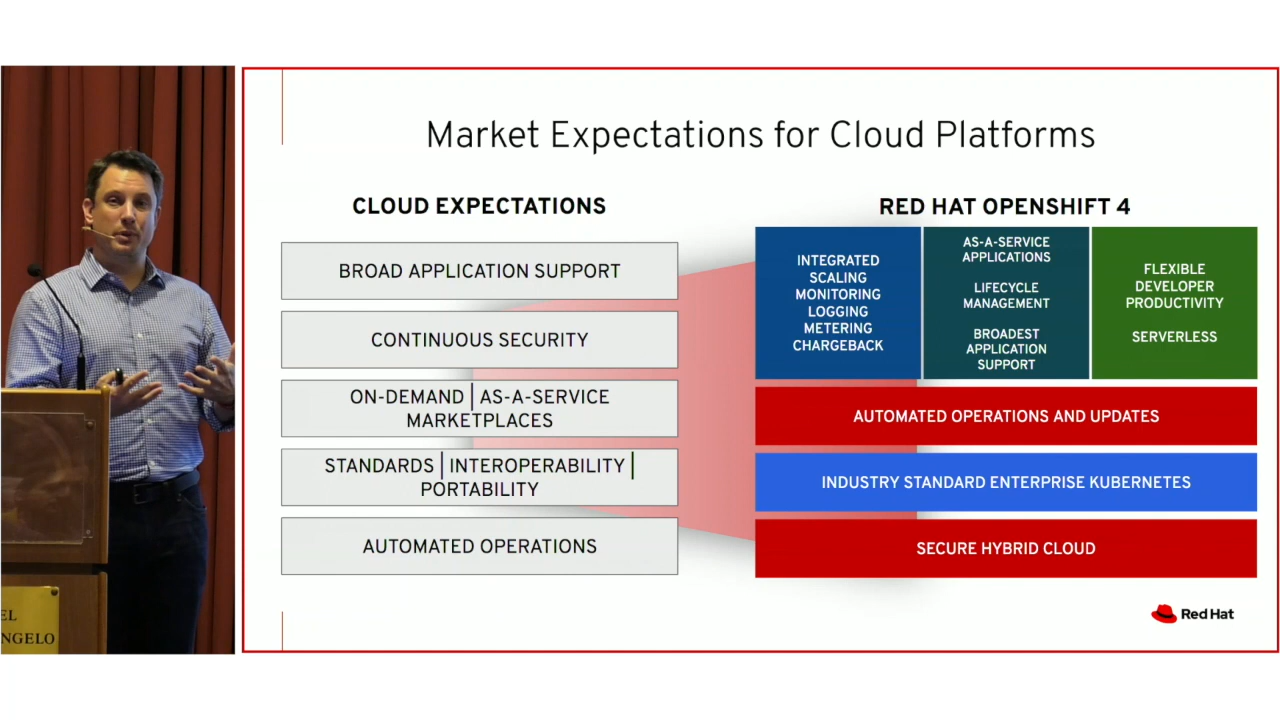 Market Expectations for Cloud Platforms
CLOUD EXPECTATIONS
BROAD APPLICATION SUPPORT
CONTINUOUS SECURITY
ON-DEMAND | AS-A-SERVICE
MARKETPLACES
STANDARDS | INTEROPERABILITY |
PORTABILITY
AUTOMATED OPERATIONS
RED HAT OPENSHIFT 4
INTEGRATED
SCALING
MONITORING
LOGGING
METERING
CHARGEBACK
AS-A-SERVICE
APPLICATIONS
LIFECYCLE
MANAGEMENT
BROADEST
APPLICATION
SUPPORT
FLEXIBLE
DEVELOPER
PRODUCTIVITY
SERVERLESS
AUTOMATED OPERATIONS AND UPDATES
INDUSTRY STANDARD ENTERPRISE KUBERNETES
SECURE HYBRID CLOUD
Red Hat
EL
NGELO